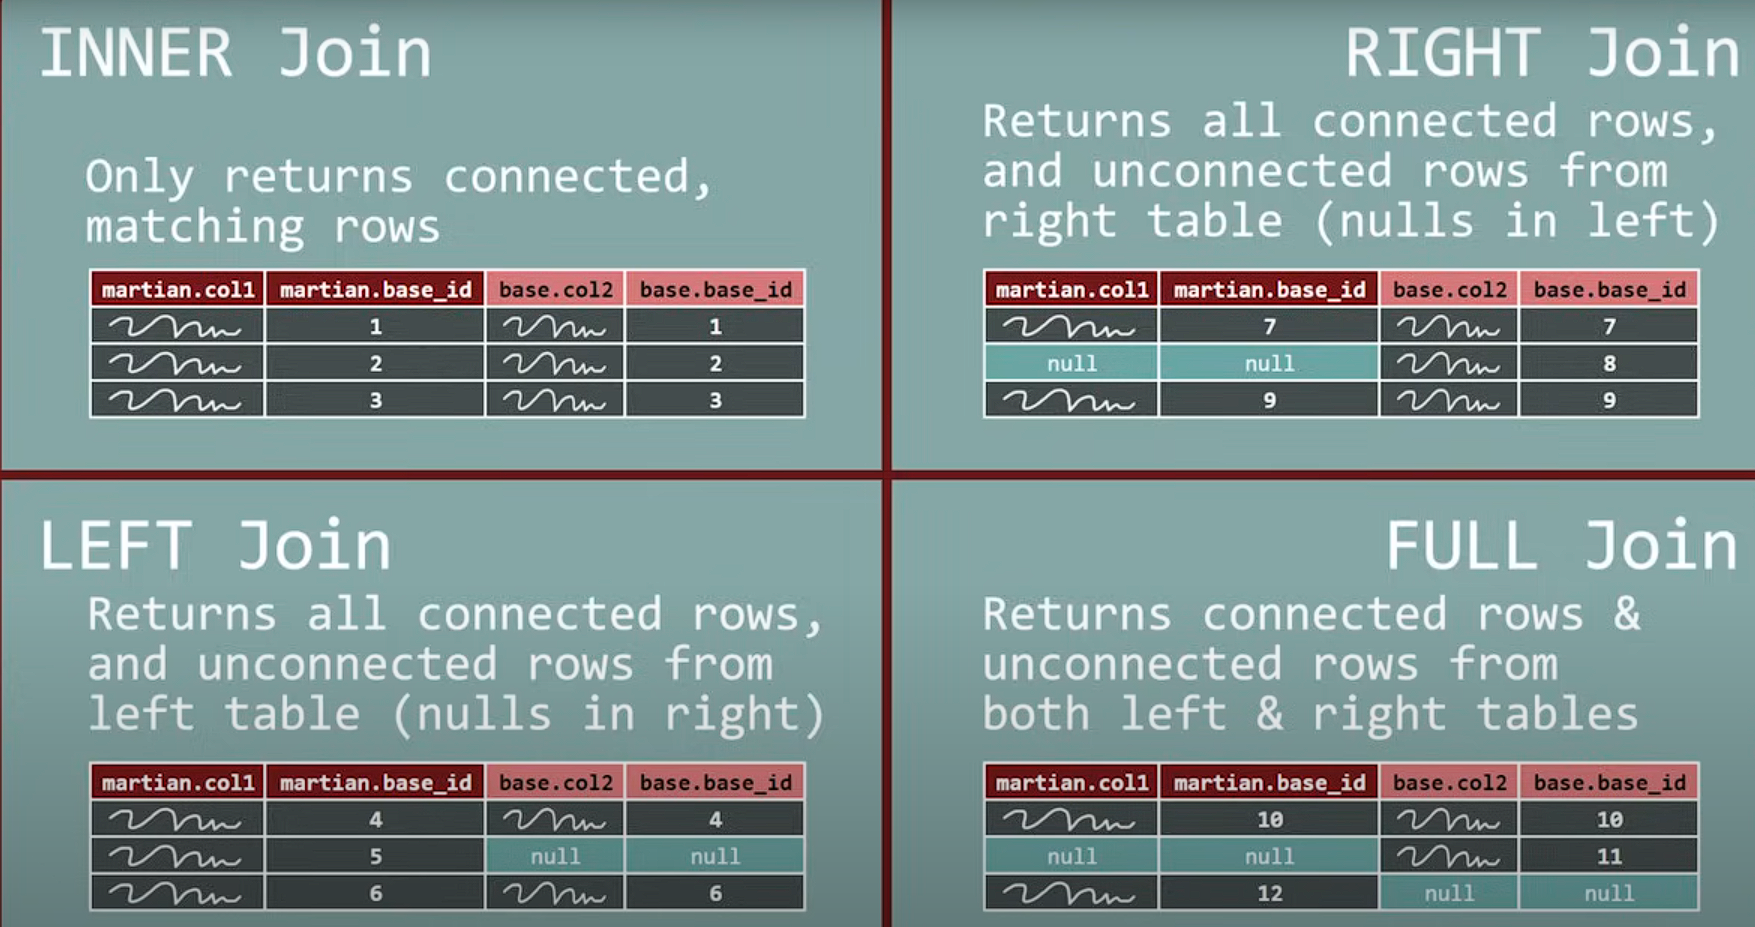 INNER Join
Only returns connected,
matching rows
martian.col1 martian.base_id base.col2 base.base_id
1 1
2 2
3 3
RIGHT Join
Returns all connected rows,
and unconnected rows from
right table (nulls in left)
martian.col1 martian.base_id base.col2 base.base_id
7 7
null null 8
9 9
LEFT Join
Returns all connected rows,
and unconnected rows from
left table (nulls in right)
martian.col1 martian.base_id base.col2 base.base_id
4 4
5 null null
6 6
FULL Join
Returns connected rows &
unconnected rows from
both left & right tables
martian.col1 martian.base_id base.col2 base.base_id
10 10
null null 11
12 null null